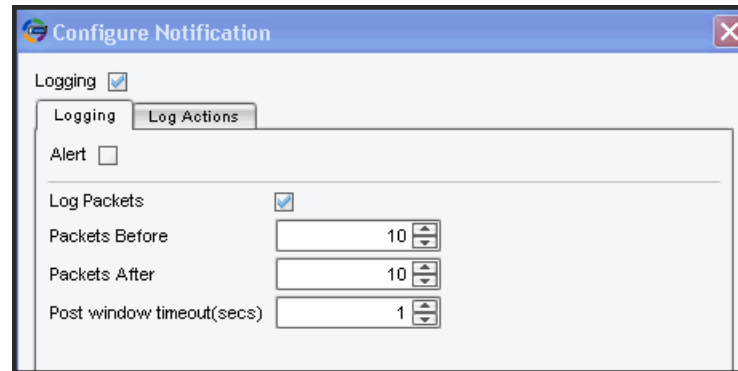 Configure Notification
Logging
Logging Log Actions
Alert
Log Packets
Packets Before 10
Packets After 10
Post window timeout(secs) 1